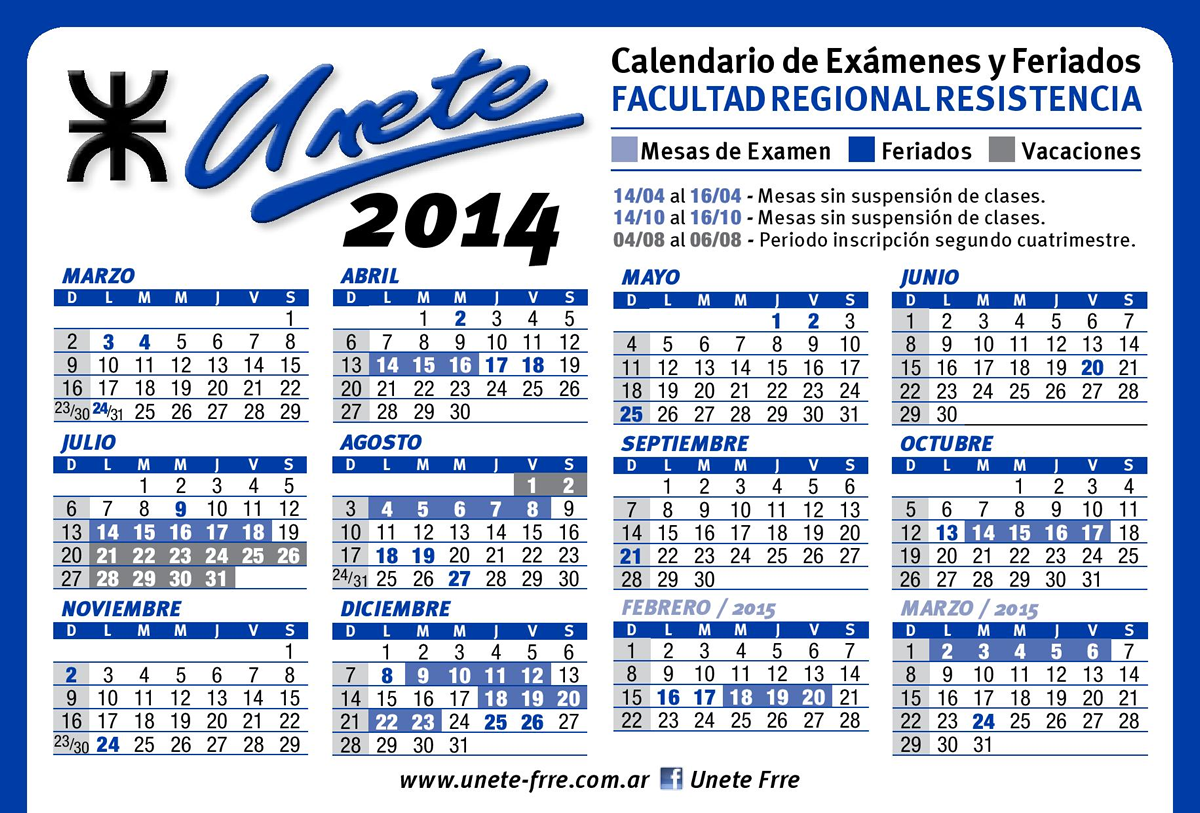 Unete
2014
Calendario de Exámenes y Feriados
FACULTAD REGIONAL RESISTENCIA
Mesas de Examen Feriados Vacaciones
14/04 al 16/04 - Mesas sin suspensión de clases.
14/10 al 16/10 - Mesas sin suspensión de clases.
04/08 al 06/08 - Periodo inscripción segundo cuatrimestre.
MARZO
D L M M J V S
1
2 3 4 5 6 7 8
9 10 11 12 13 14 15
16 17 18 19 20 21 22
23/30 24/31 25 26 27 28 29
ABRIL
D L M M J V S
1 2 3 4 5
6 7 8 9 10 11 12
13 14 15 16 17 18 19
20 21 22 23 24 25 26
27 28 29 30
MAYO
D L M M J V S
1 2 3
4 5 6 7 8 9 10
11 12 13 14 15 16 17
18 19 20 21 22 23 24
25 26 27 28 29 30 31
JUNIO
D L M M J V S
1 2 3 4 5 6 7
8 9 10 11 12 13 14
15 16 17 18 19 20 21
22 23 24 25 26 27 28
29 30
JULIO
D L M M J V S
1 2 3 4 5
6 7 8 9 10 11 12
13 14 15 16 17 18 19
20 21 22 23 24 25 26
27 28 29 30 31
AGOSTO
D L M M J V S
1 2
3 4 5 6 7 8 9
10 11 12 13 14 15 16
17 18 19 20 21 22 23
24/31 25 26 27 28 29 30
SEPTIEMBRE
D L M M J V S
1 2 3 4 5 6
7 8 9 10 11 12 13
14 15 16 17 18 19 20
21 22 23 24 25 26 27
28 29 30
OCTUBRE
D L M M J V S
1 2 3 4
5 6 7 8 9 10 11
12 13 14 15 16 17 18
19 20 21 22 23 24 25
26 27 28 29 30 31
NOVIEMBRE
D L M M J V S
1
2 3 4 5 6 7 8
9 10 11 12 13 14 15
16 17 18 19 20 21 22
23/30 24 25 26 27 28 29
DICIEMBRE
D L M M J V S
1 2 3 4 5 6
7 8 9 10 11 12 13
14 15 16 17 18 19 20
21 22 23 24 25 26 27
28 29 30 31
FEBRERO / 2015
D L M M J V S
1 2 3 4 5 6 7
8 9 10 11 12 13 14
15 16 17 18 19 20 21
22 23 24 25 26 27 28
MARZO / 2015
D L M M J V S
1 2 3 4 5 6 7
8 9 10 11 12 13 14
15 16 17 18 19 20 21
22 23 24 25 26 27 28
29 30 31
www.unete-frre.com.ar f Unete Frre